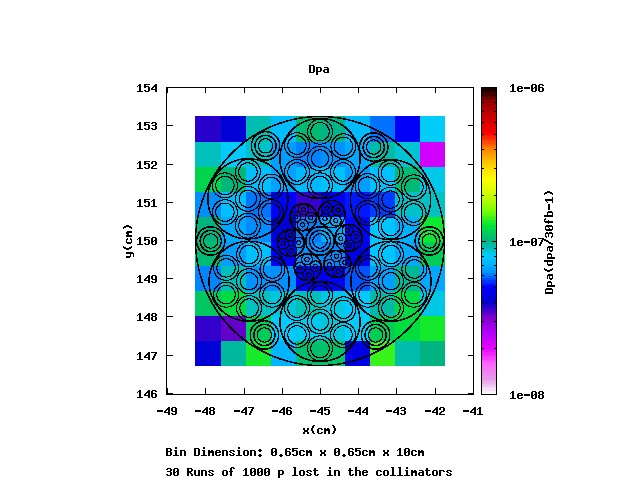 Dpa
154
153
152
151
150
149
148
147
146
y(cm)
-49 -48 -47 -46 -45 -44 -43 -42 -41
x(cm)
1e-06
1e-07
1e-08
Dpa(dpa/30fb-1)
Bin Dimension: 0.65cm x 0.65cm x 10cm
30 Runs of 1000 p lost in the collimators